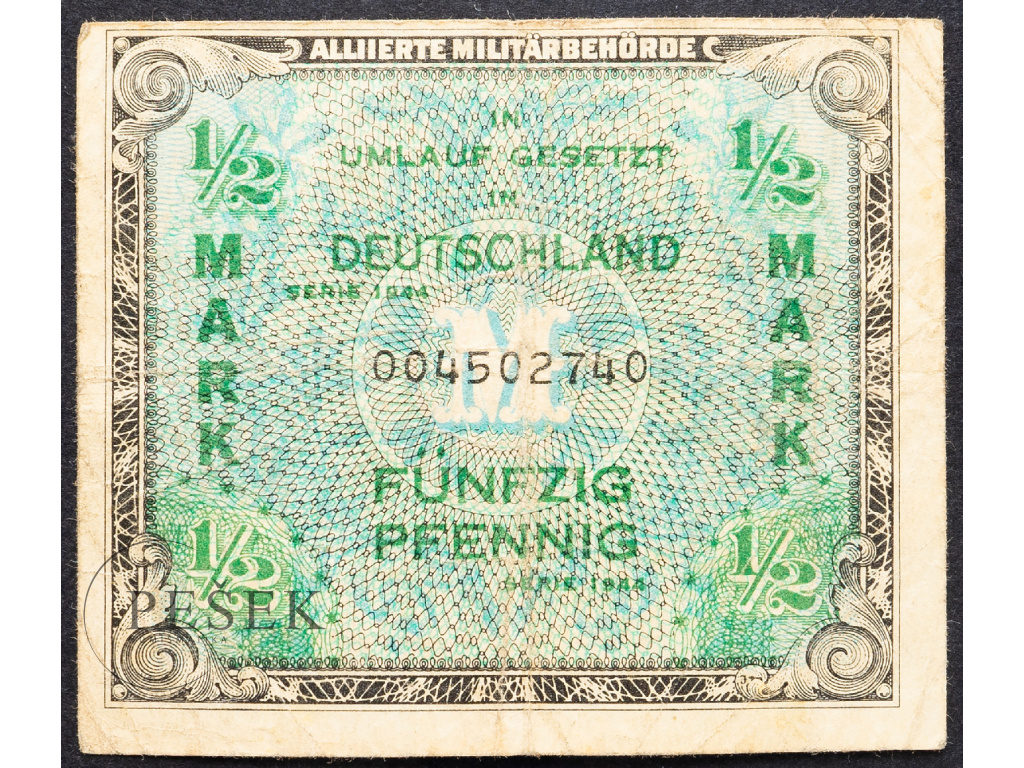 ALLIIERTE MILITÄRBEHÖRDE
1/2 1/2
IN
UMLAUF GESETZT
IN
DEUTSCHLAND
MARK MARK
SERIE 1944
M
004502740
FÜNFZIG
PFENNIG
1/2 1/2
SERIE 1944
PEŠEK